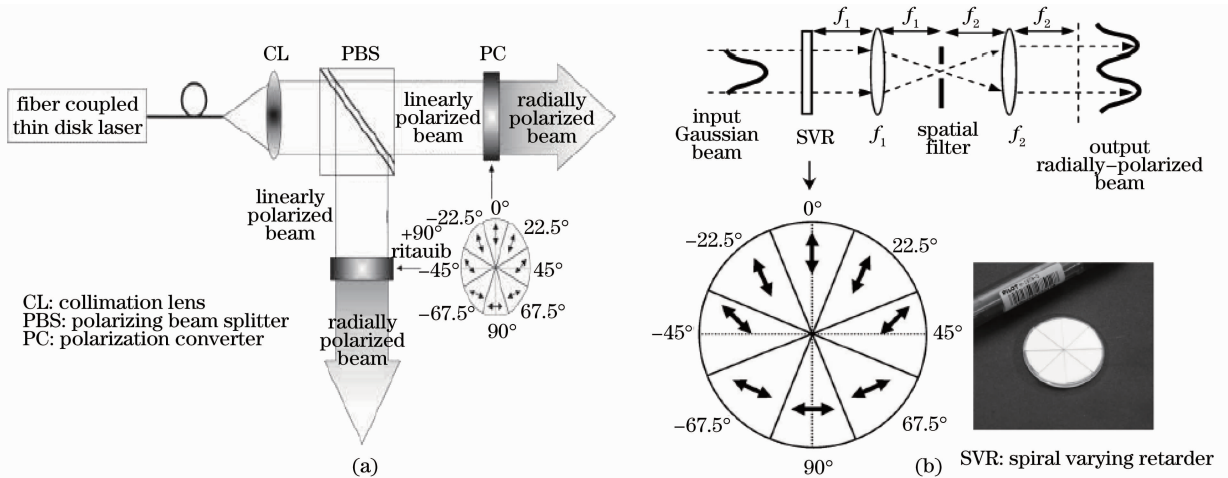 fiber coupled
thin disk laser
CL
PBS
PC
linearly
polarized
beam
radially
polarized
beam
linearly
polarized
beam
+90°
ritauib
0°
−22.5°
22.5°
−45°
45°
−67.5°
67.5°
90°
radially
polarized
beam
CL: collimation lens
PBS: polarizing beam splitter
PC: polarization converter
(a)
f1
f1
f2
f2
input
Gaussian
beam
SVR
f1
spatial
filter
f2
output
radially−polarized
beam
0°
−22.5°
22.5°
−45°
45°
−67.5°
67.5°
90°
PILOT
(b)
SVR: spiral varying retarder